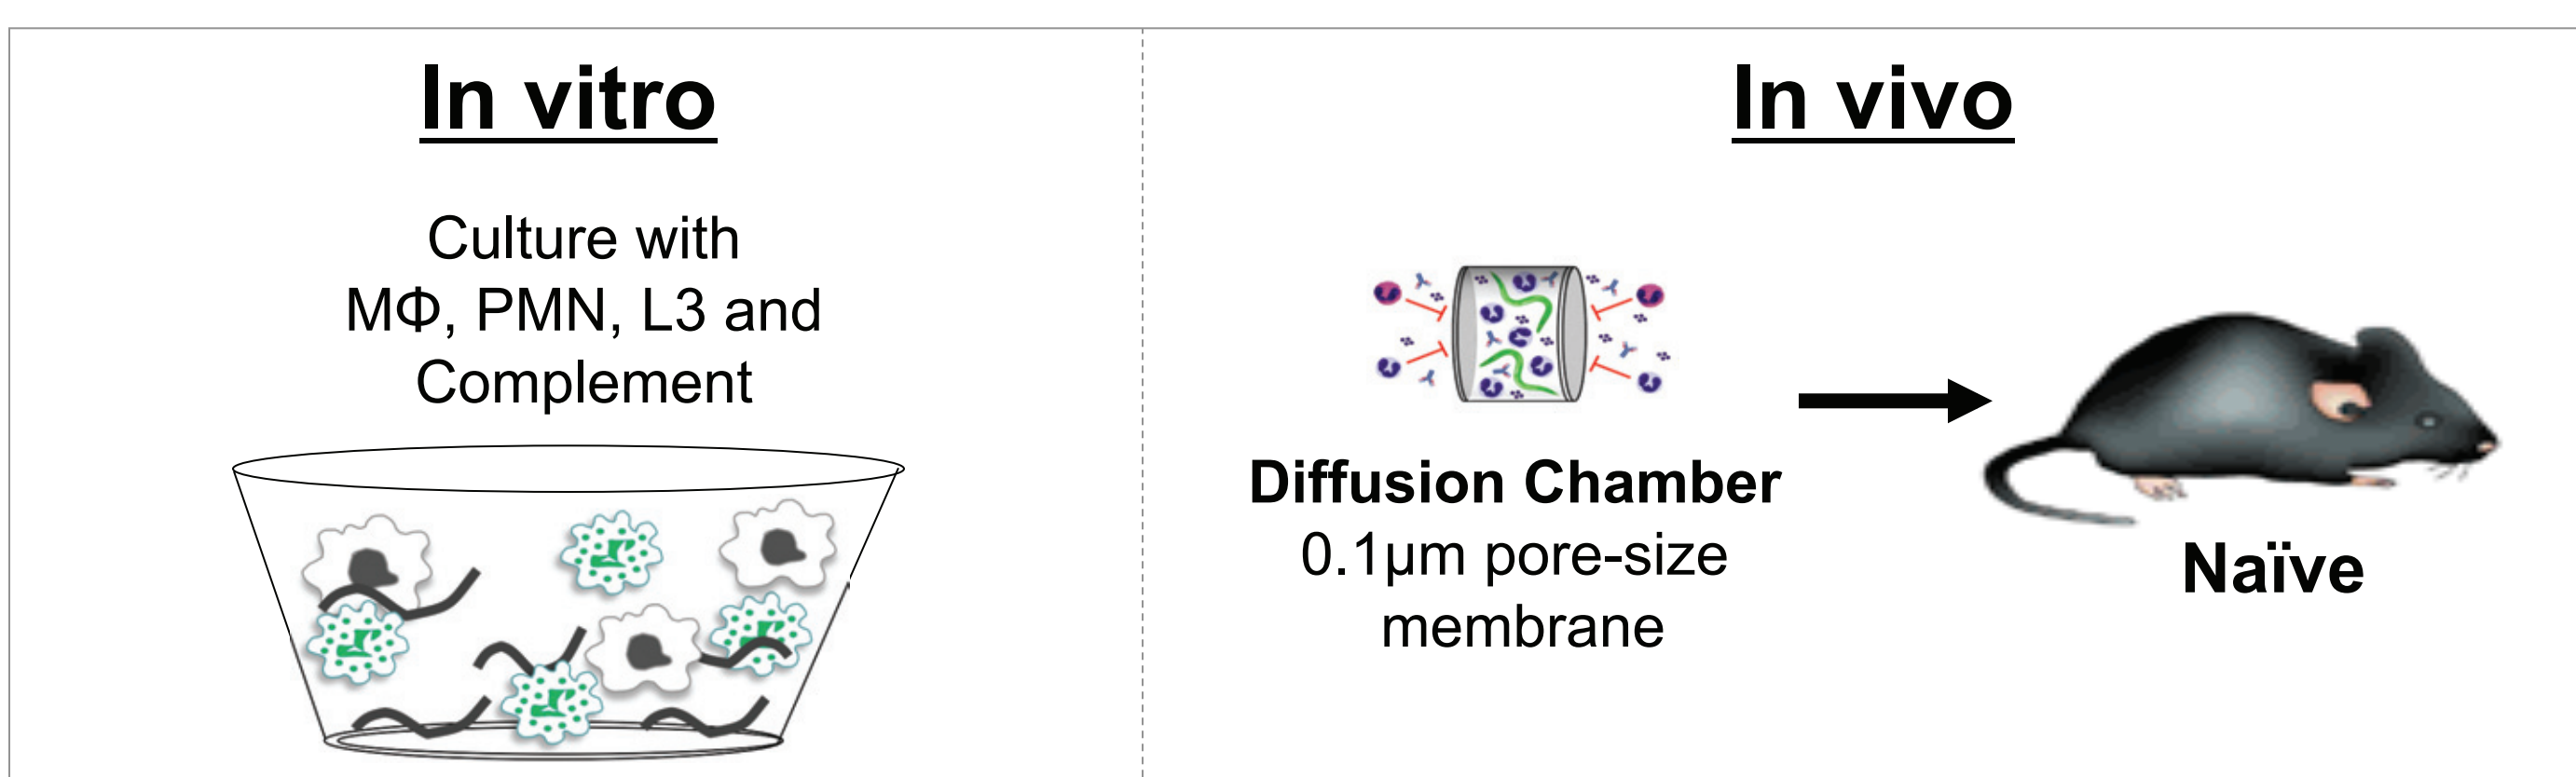 In vitro
Culture with
MΦ, PMN, L3 and
Complement
In vivo
Diffusion Chamber
0.1µm pore-size
membrane
Naïve